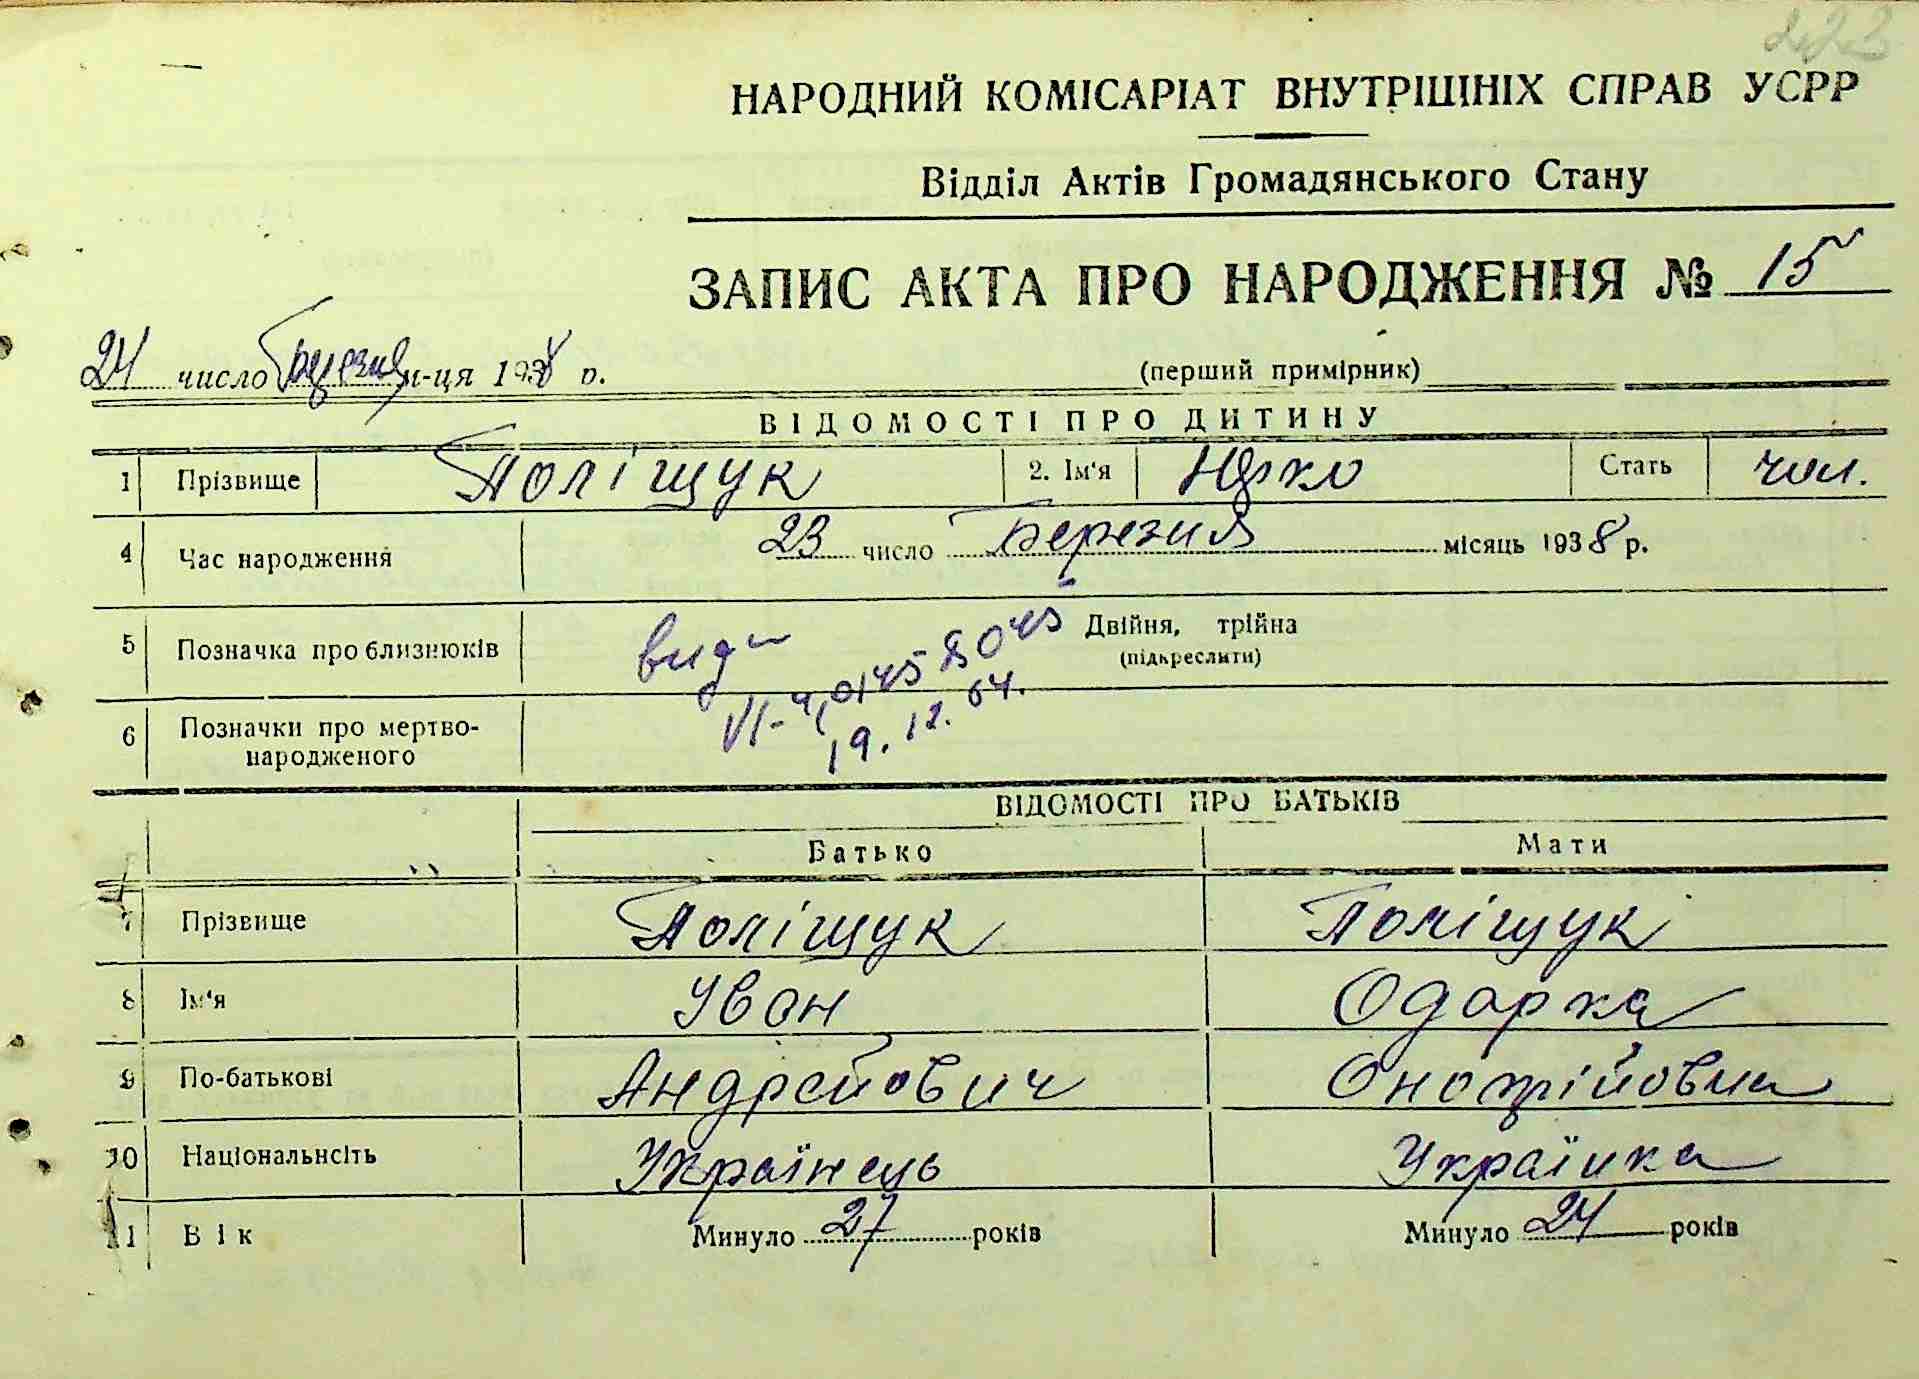 223
НАРОДНИЙ КОМІСАРІАТ ВНУТРІШНІХ СПРАВ УСРР
Відділ Актів Громадянського Стану
ЗАПИС АКТА ПРО НАРОДЖЕННЯ № 15
24 число березня м-ця 1938 р.
(перший примірник)
ВІДОМОСТІ ПРО ДИТИНУ
1 Прізвище Поліщук 2. Ім'я Стать чол.
4 Час народження 23 число Березня місяць 1938 р.
5 Позначка про близнюків Двійня, трійна
(підкреслити)
6 Позначки про мертво-
народженого
19.12.64.
ВІДОМОСТІ ПРО БАТЬКІВ
Батько Мати
7 Прізвище Поліщук Поліщук
8 Ім'я Іван Одарка
9 По-батькові Андрейович Онофрійовна
10 Національнсіть Українець Українка
11 Вік Минуло 27 років Минуло 24 років